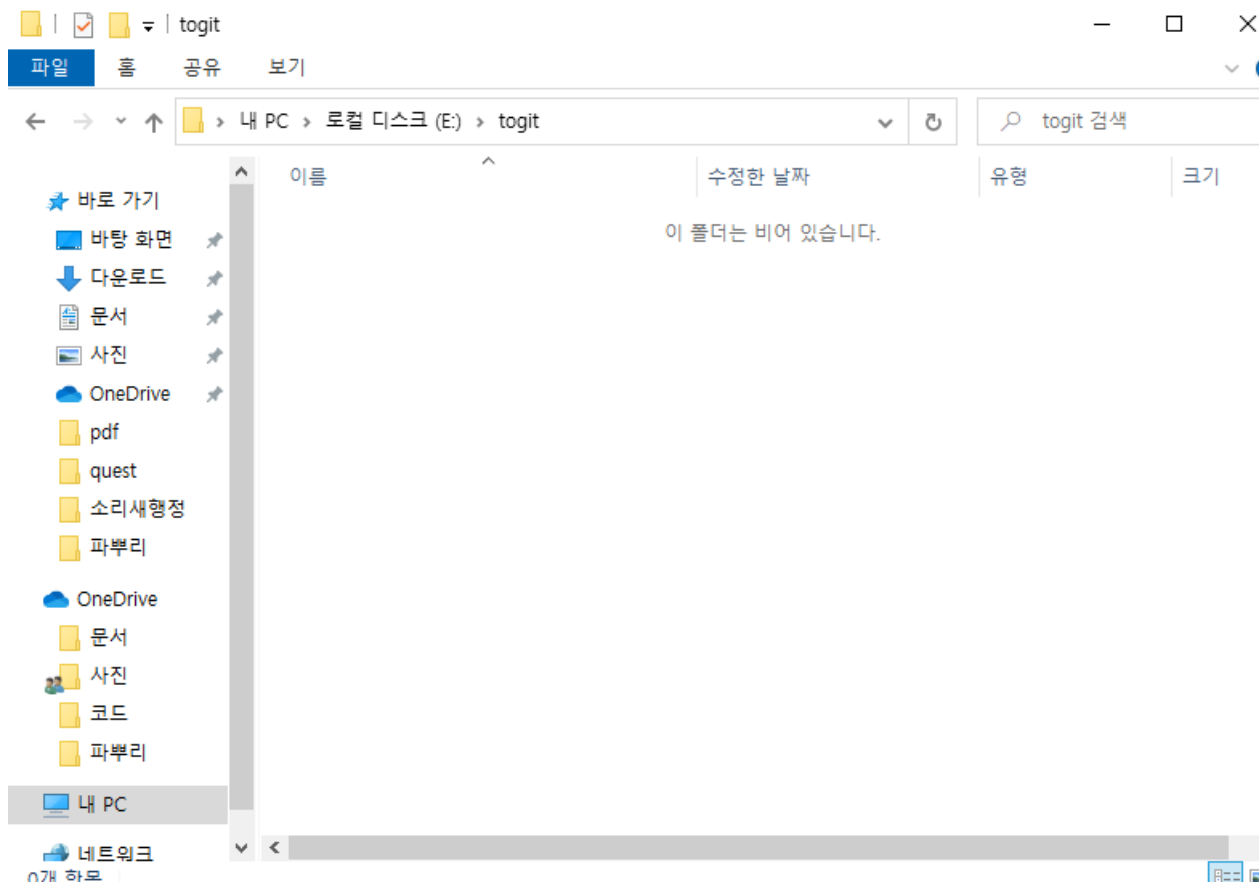 togit
파일 홈 공유 보기
내 PC 로컬 디스크 (E:) togit togit 검색
이름 수정한 날짜 유형 크기
이 폴더는 비어 있습니다.
바로 가기
바탕 화면
다운로드
문서
사진
OneDrive
pdf
quest
소리새행정
파뿌리
OneDrive
문서
사진
코드
파뿌리
내 PC
네트워크
0개 항목